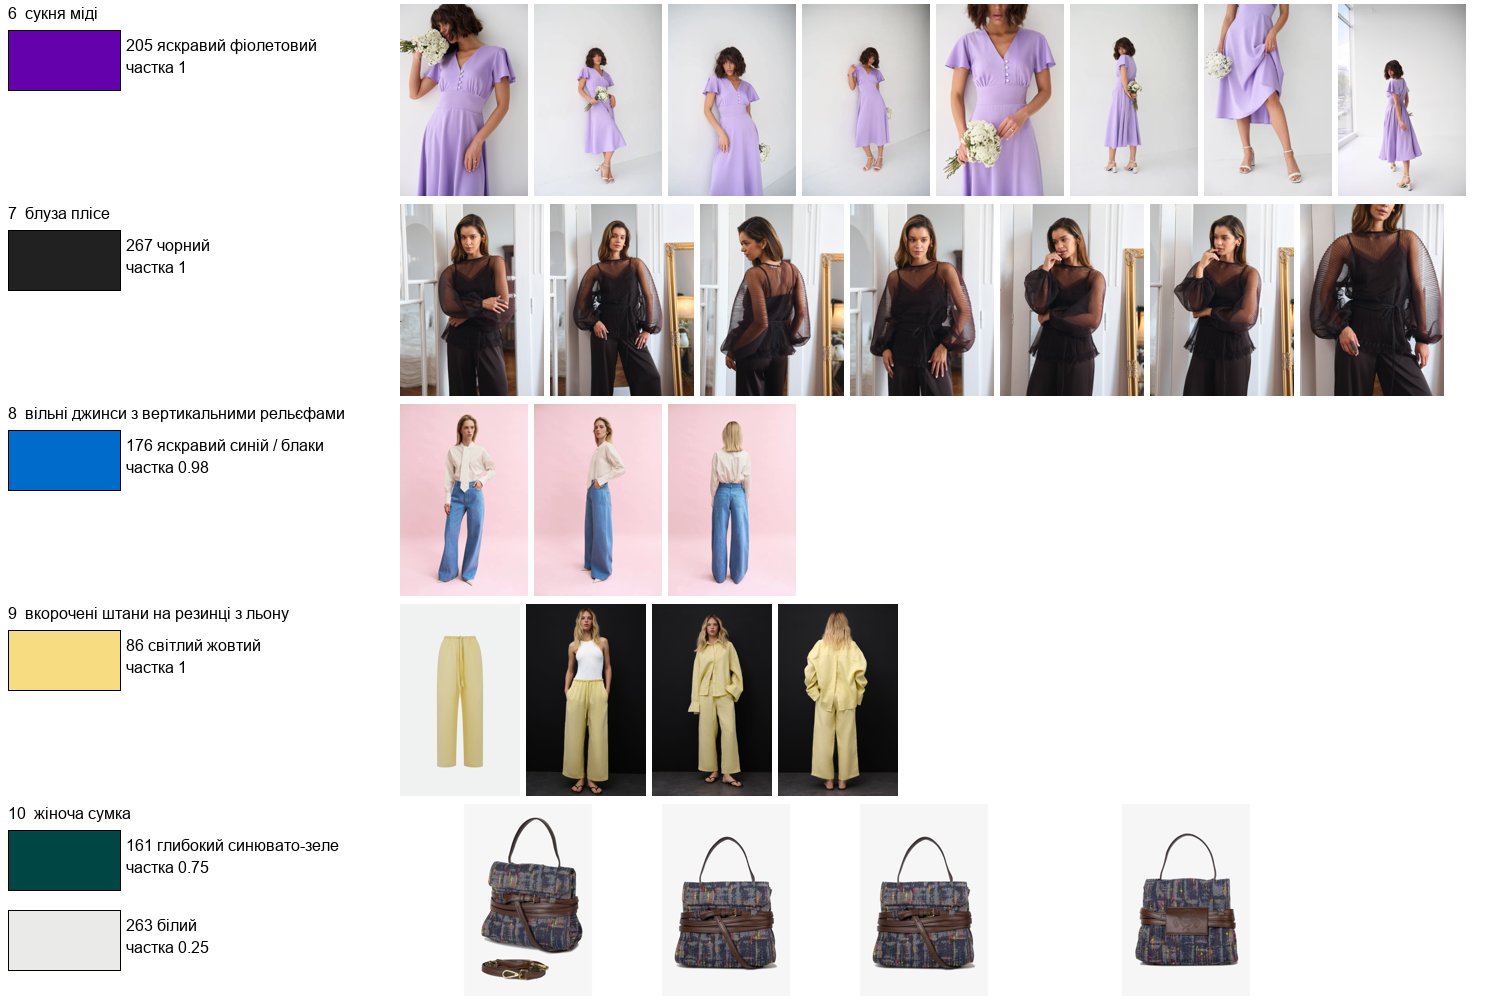 6 сукня міді
205 яскравий фіолетовий
частка 1
7 блуза плісе
267 чорний
частка 1
8 вільні джинси з вертикальними рельєфами
176 яскравий синій / блаки
частка 0.98
9 вкорочені штани на резинці з льону
86 світлий жовтий
частка 1
10 жіноча сумка
161 глибокий синювато-зеле
частка 0.75
263 білий
частка 0.25